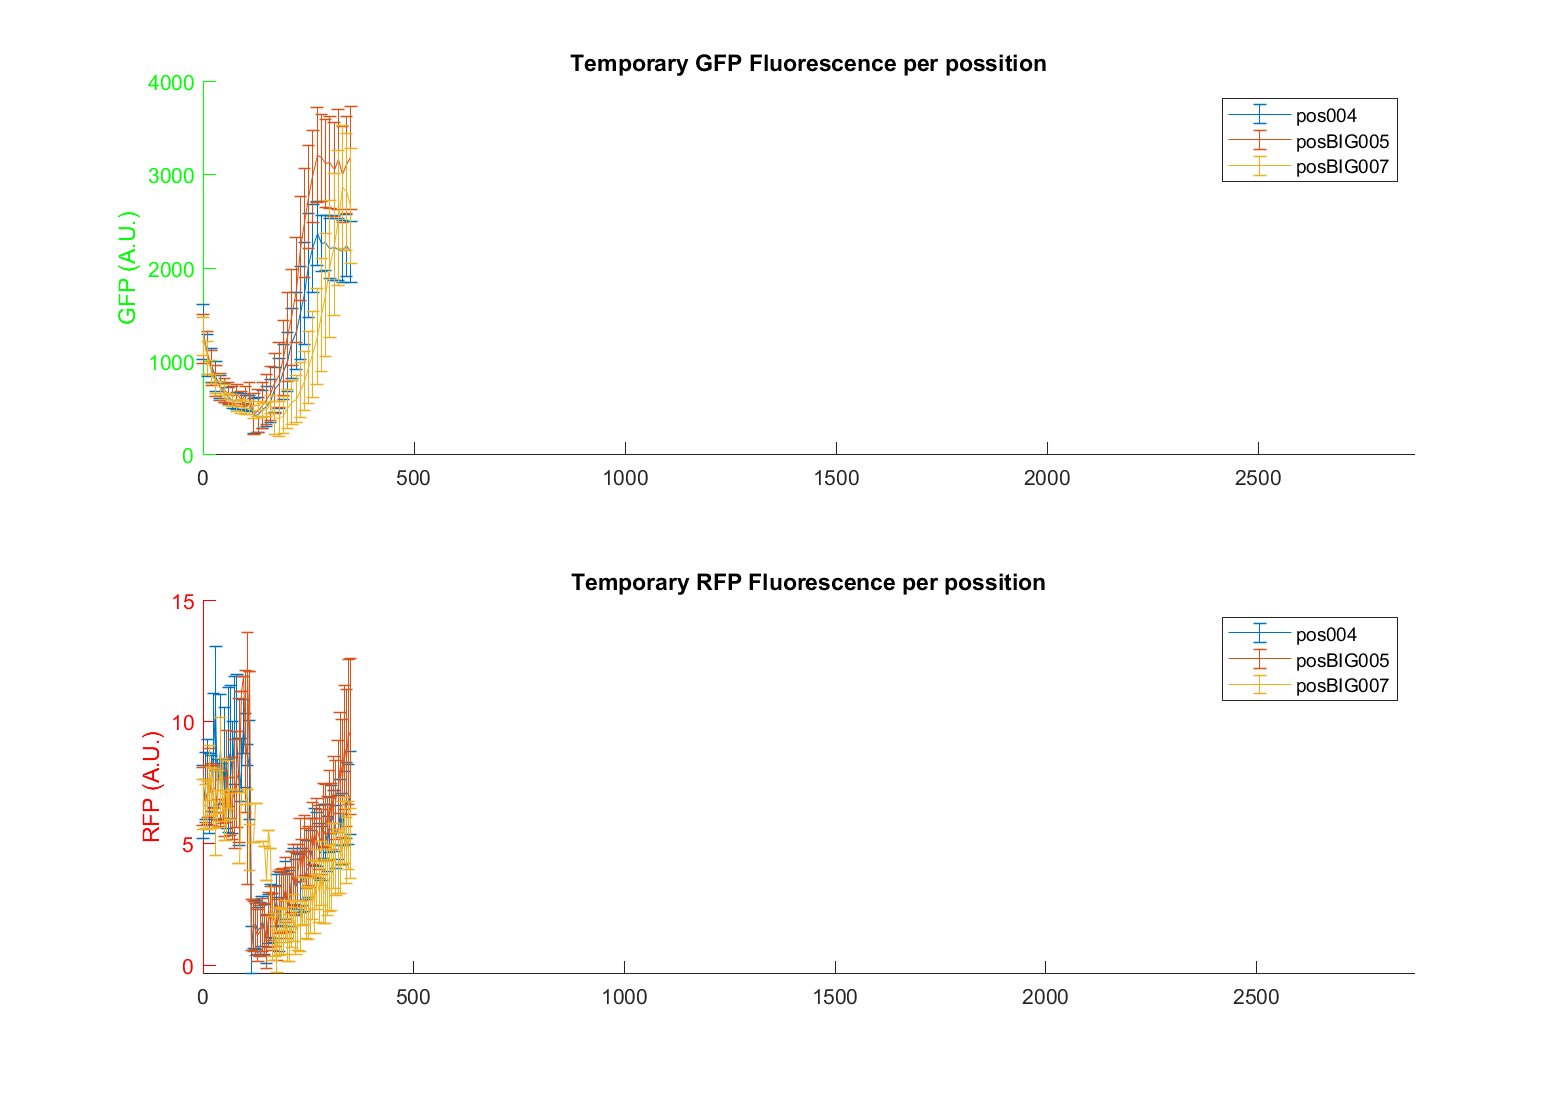 Temporary GFP Fluorescence per possition
4000
3000
2000
1000
0
GFP (A.U.)
pos004
posBIG005
posBIG007
0 500 1000 1500 2000 2500
Temporary RFP Fluorescence per possition
15
10
5
0
RFP (A.U.)
pos004
posBIG005
posBIG007
0 500 1000 1500 2000 2500